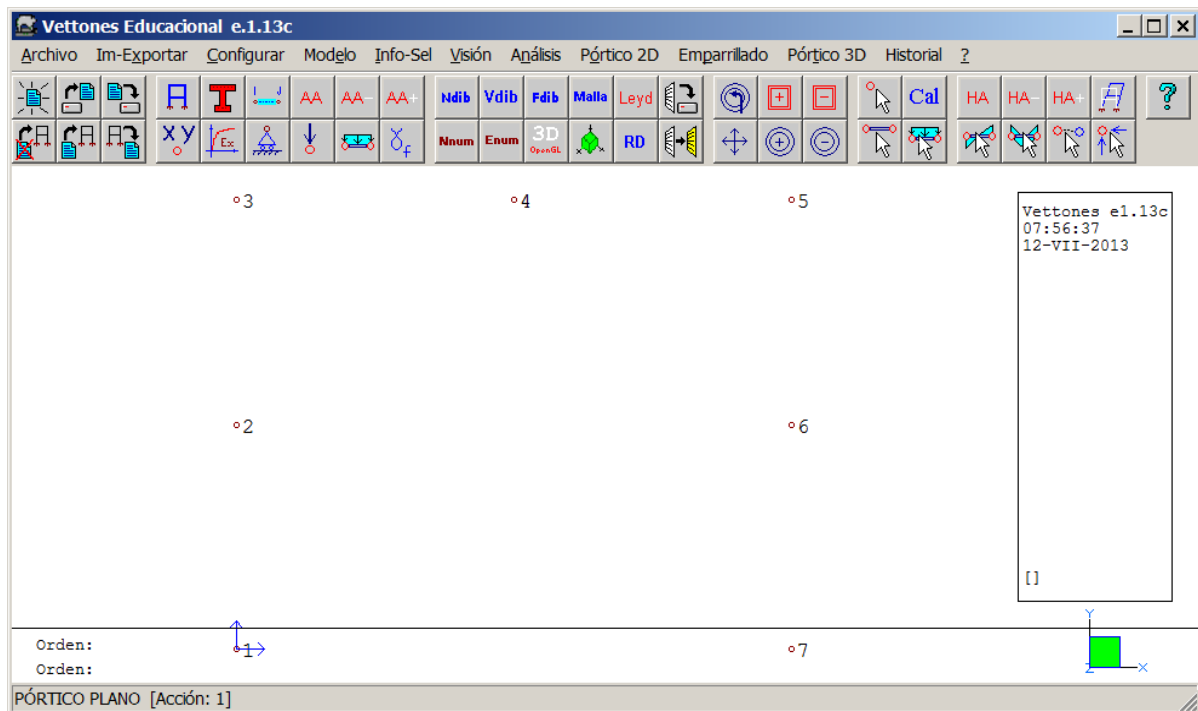 Vettones Educacional e.1.13c
Archivo Im-Exportar Configurar Modelo Info-Sel Visión Análisis Pórtico 2D Emparrillado Pórtico 3D Historial ?
I J AA AA- AA+ Ndib Vdib Fdib Malla Leyd Cal HA HA- HA+ ?
X Y Ex f Nnum Enum 3D OpenGL RD
3 4 5
Vettones e1.13c
07:56:37
12-VII-2013
2 6
[]
Y
Orden:
1 7
Z X
Orden:
PÓRTICO PLANO [Acción: 1]